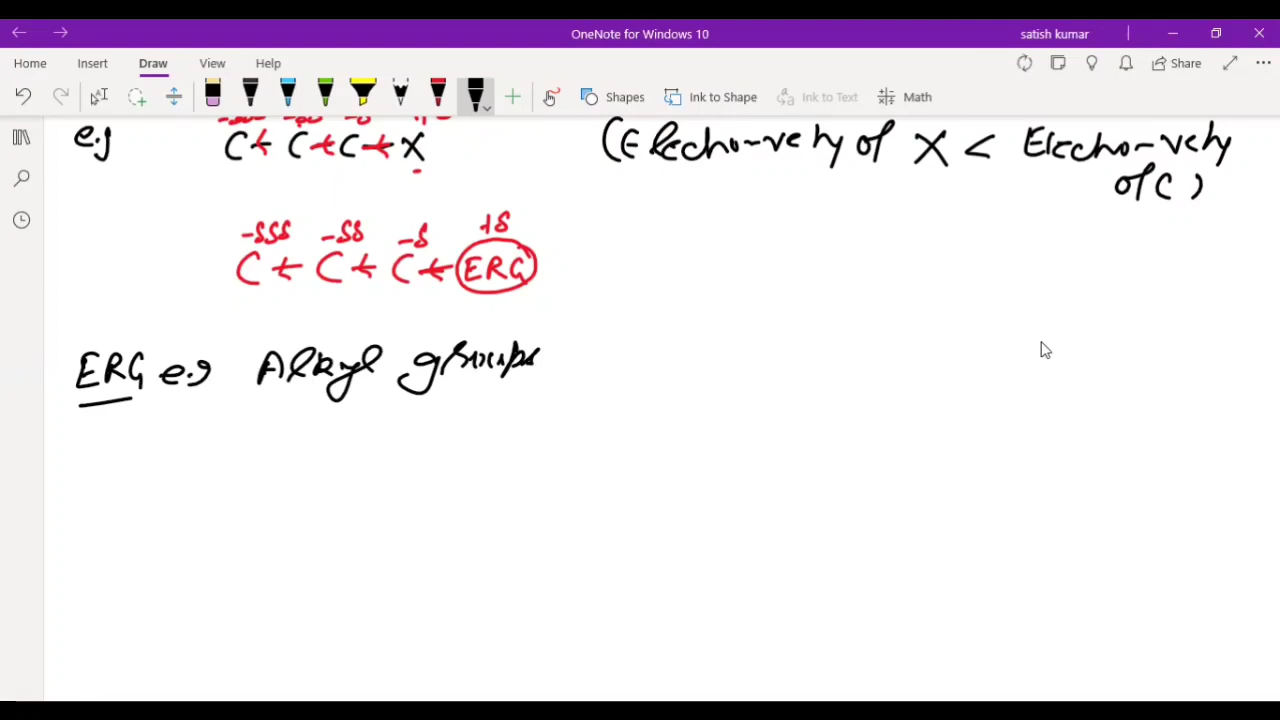 OneNote for Windows 10
satish kumar
Home Insert Draw View Help
Share
Shapes Ink to Shape Ink to Text Math
e.g C C C X (Electro-vety of X < Electro-vety
of C)
-δδδ -δδ -δ +δ
C ← C ← C ← ERG
ERG e.g Alkyl groups